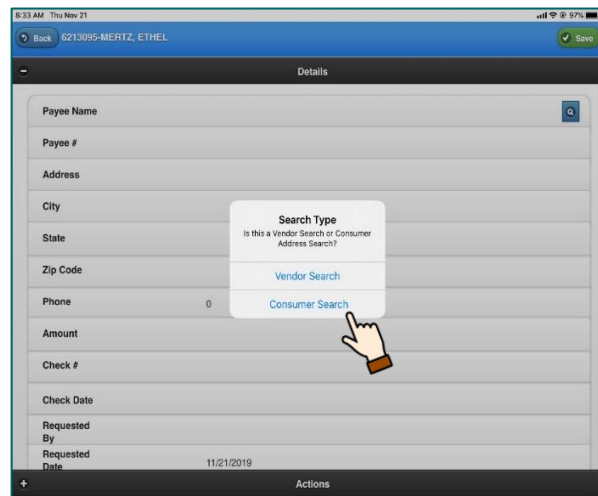 8:33 AM Thu Nov 21
97%
Back 6213095-MERTZ, ETHEL
Save
Details
Payee Name
Payee #
Address
City
State
Zip Code
Phone 0
Amount
Check #
Check Date
Requested
By
Requested
Date 11/21/2019
Search Type
Is this a Vendor Search or Consumer
Address Search?
Vendor Search
Consumer Search
Actions